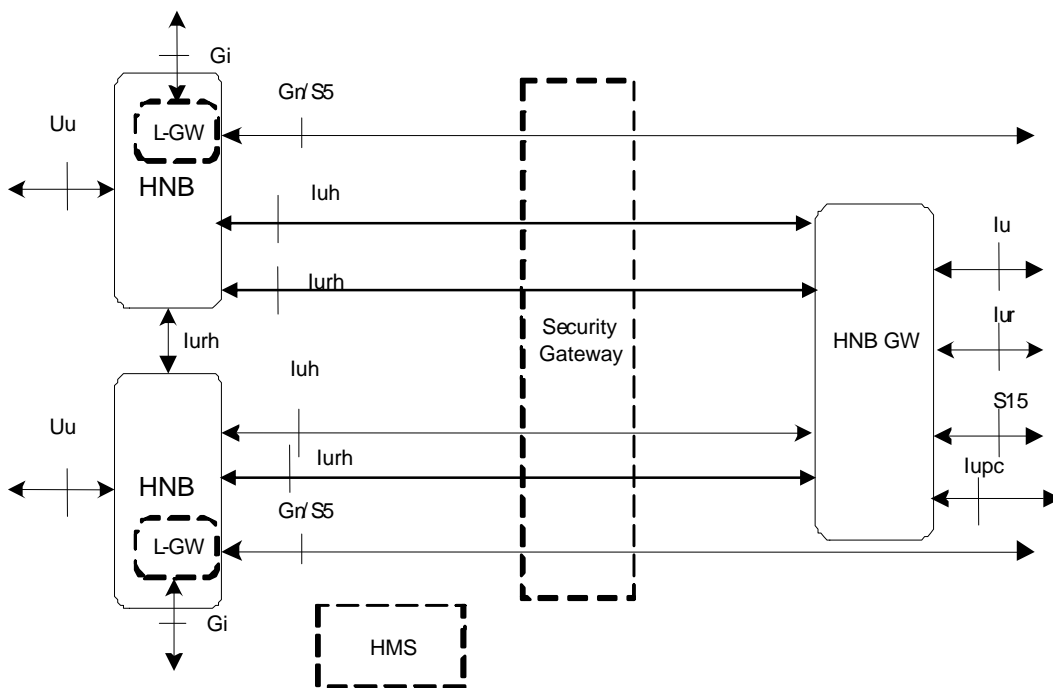 Gi
Gn/S5
Uu
L-GW
HNB
Iuh
Iu
Iurh
Security
Gateway
Iur
HNB GW
Iurh
Iuh
S15
Uu
Iurh
Iupc
HNB
Gn/S5
L-GW
Gi
HMS